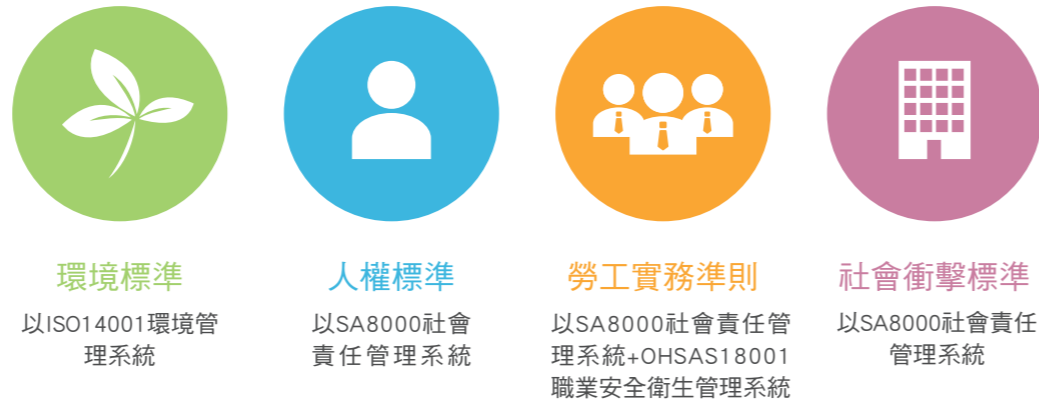 環境標準
以ISO14001環境管
理系統
人權標準
以SA8000社會
責任管理系統
勞工實務準則
以SA8000社會責任管
理系統+OHSAS18001
職業安全衛生管理系統
社會衝擊標準
以SA8000社會責任
管理系統